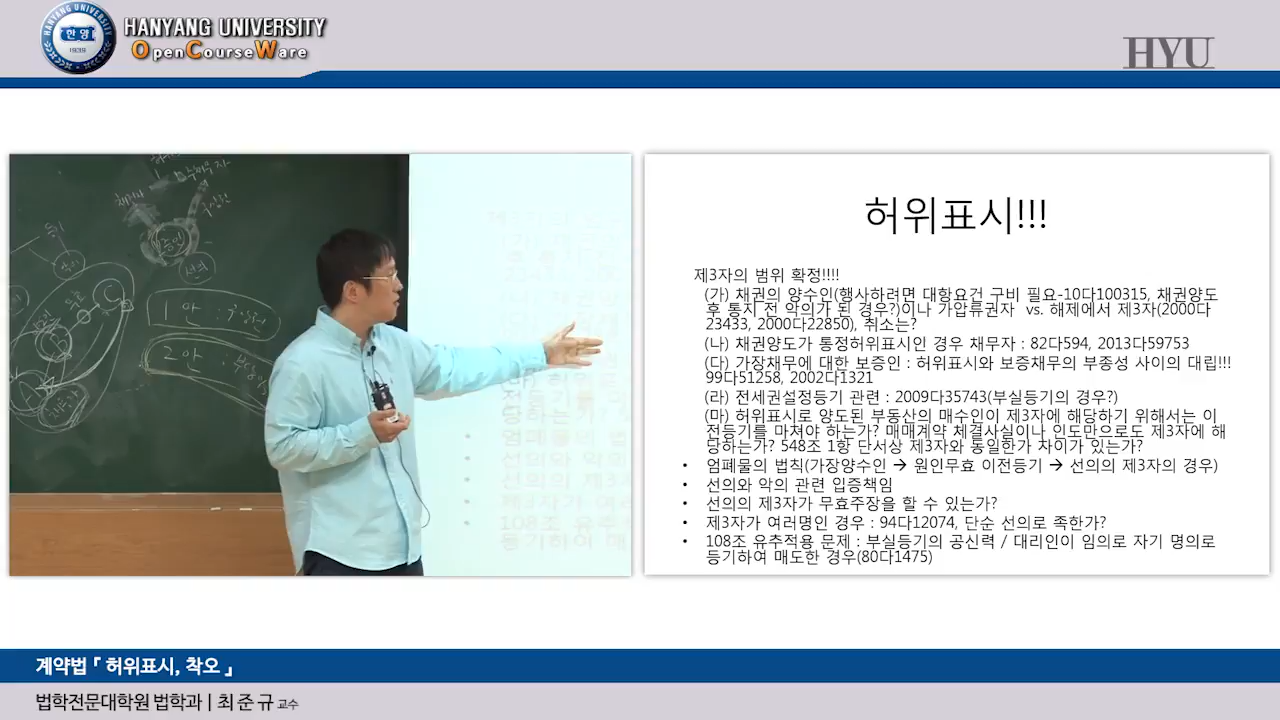 HANYANG UNIVERSITY
OpenCourseWare
HANYANG UNIVERSITY
한양
1939
HYU
허위표시!!!
제3자의 범위 확정!!!!
(가) 채권의 양수인(행사하려면 대항요건 구비 필요-10다100315, 채권양도
후 통지 전 악의가 된 경우?)이나 가압류권자 vs. 해제에서 제3자(2000다
23433, 2000다22850), 취소는?
(나) 채권양도가 통정허위표시인 경우 채무자 : 82다594, 2013다59753
(다) 가장채무에 대한 보증인 : 허위표시와 보증채무의 부종성 사이의 대립!!!
99다51258, 2002다1321
(라) 전세권설정등기 관련 : 2009다35743(부실등기의 경우?)
(마) 허위표시로 양도된 부동산의 매수인이 제3자에 해당하기 위해서는 이
전등기를 마쳐야 하는가? 매매계약 체결사실이나 인도만으로도 제3자에 해
당하는가? 548조 1항 단서상 제3자와 동일한가 차이가 있는가?
• 엄폐물의 법칙(가장양수인 → 원인무효 이전등기 → 선의의 제3자의 경우)
• 선의와 악의 관련 입증책임
• 선의의 제3자가 무효주장을 할 수 있는가?
• 제3자가 여러명인 경우 : 94다12074, 단순 선의로 족한가?
• 108조 유추적용 문제 : 부실등기의 공신력 / 대리인이 임의로 자기 명의로
등기하여 매도한 경우(80다1475)
1안 :
2안 :
계약법『 허위표시, 착오 』
법학전문대학원 법학과 | 최 준 규 교수